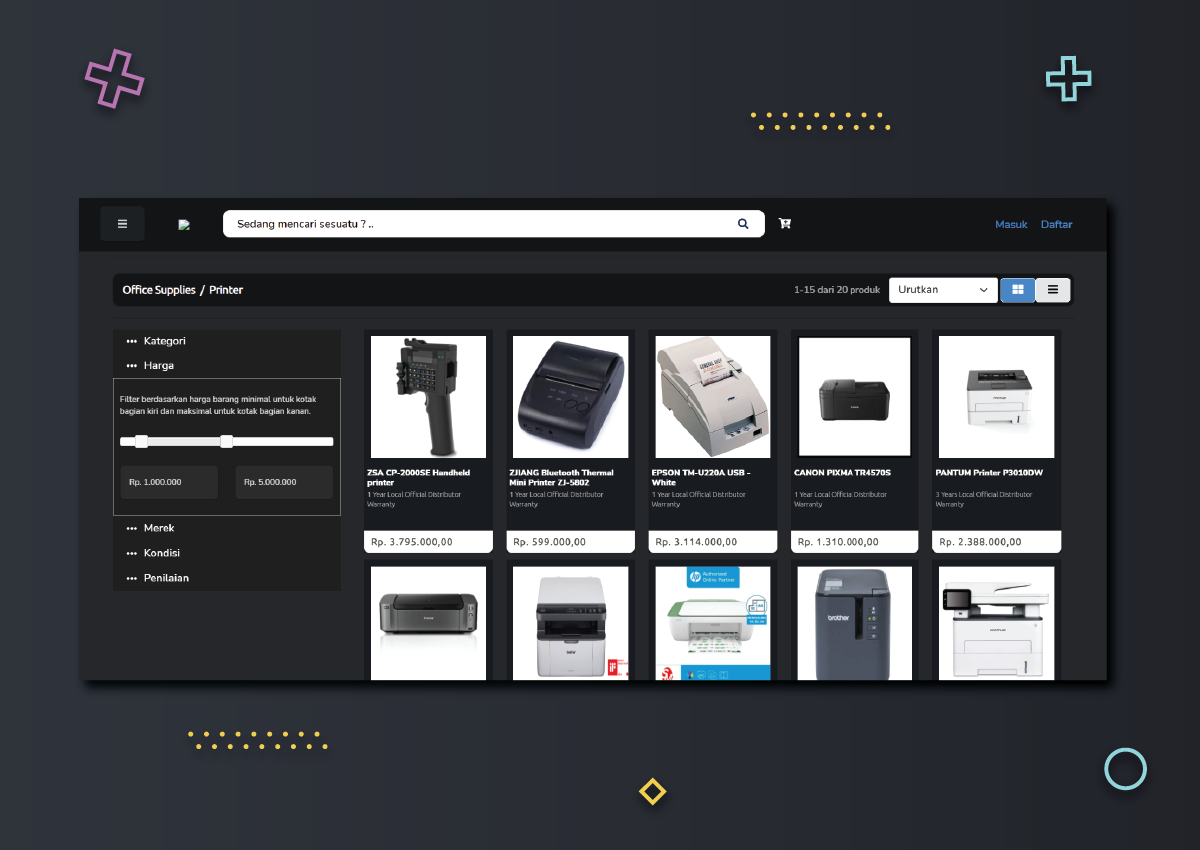 Sedang mencari sesuatu ? ..
Masuk Daftar
Office Supplies / Printer
1-15 dari 20 produk
Urutkan
Kategori
Harga
Filter berdasarkan harga barang minimal untuk kotak
bagian kiri dan maksimal untuk kotak bagian kanan.
Rp. 1.000.000
Rp. 5.000.000
Merek
Kondisi
Penilaian
ZSA CP-2000SE Handheld
printer
1 Year Local Official Distributor
Warranty
Rp. 3.795.000,00
ZJIANG Bluetooth Thermal
Mini Printer ZJ-5802
1 Year Local Official Distributor
Warranty
Rp. 599.000,00
EPSON TM-U220A USB -
White
1 Year Local Official Distributor
Warranty
Rp. 3.114.000,00
CANON PIXMA TR4570S
1 Year Local Official Distributor
Warranty
Rp. 1.310.000,00
PANTUM Printer P3010DW
3 Years Local Official Distributor
Warranty
Rp. 2.388.000,00
hp
Authorized
Online Partner
brother